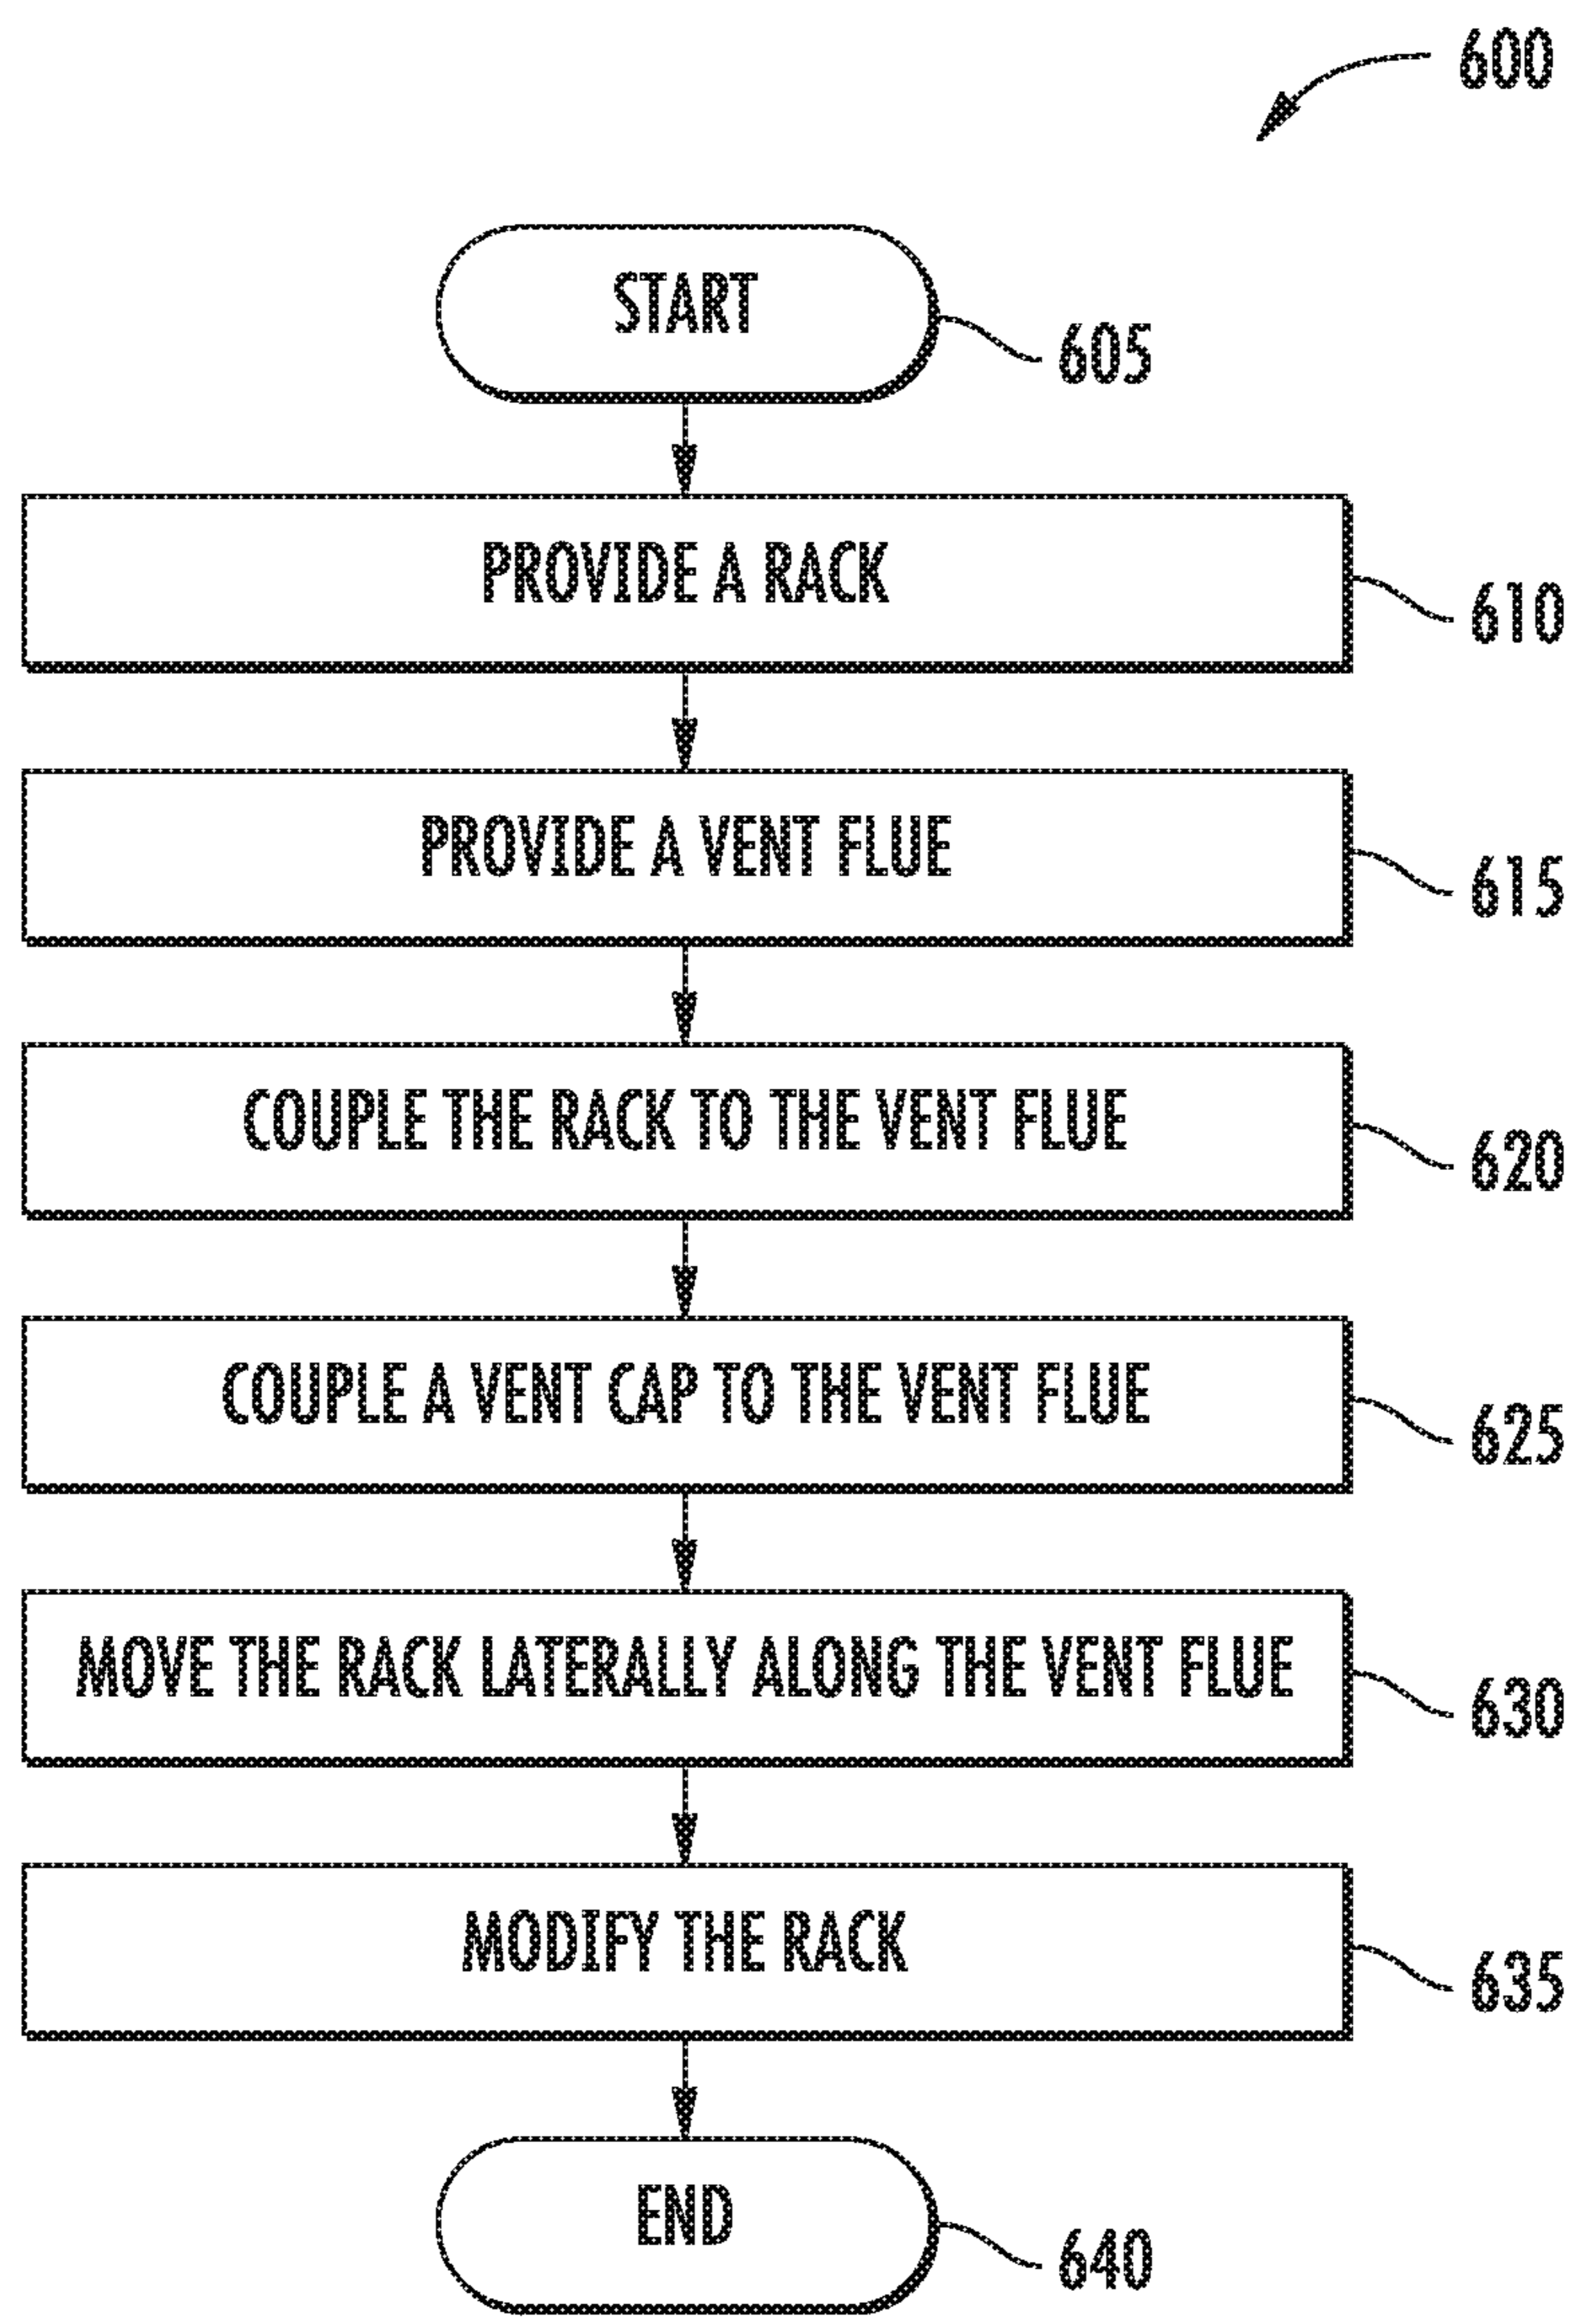 600
START
605
PROVIDE A RACK
610
PROVIDE A VENT FLUE
615
COUPLE THE RACK TO THE VENT FLUE
620
COUPLE A VENT CAP TO THE VENT FLUE
625
MOVE THE RACK LATERALLY ALONG THE VENT FLUE
630
MODIFY THE RACK
635
END
640